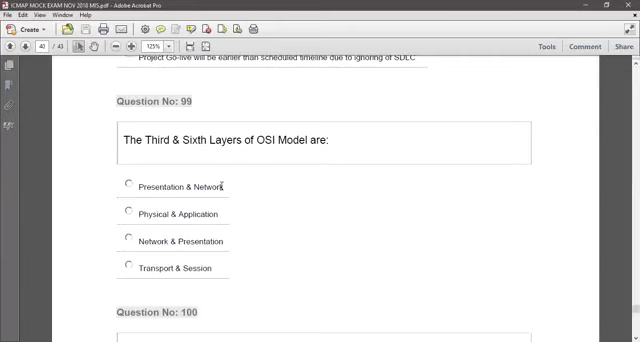 ICMAP MOCK EXAM NOV 2018 MIS.pdf - Adobe Acrobat Pro
File Edit View Window Help
Create
40 / 43 125% Tools Comment Share
Project Go-live will be earlier than scheduled timeline due to ignoring of SDLC
Question No: 99
The Third & Sixth Layers of OSI Model are:
Presentation & Network
Physical & Application
Network & Presentation
Transport & Session
Question No: 100